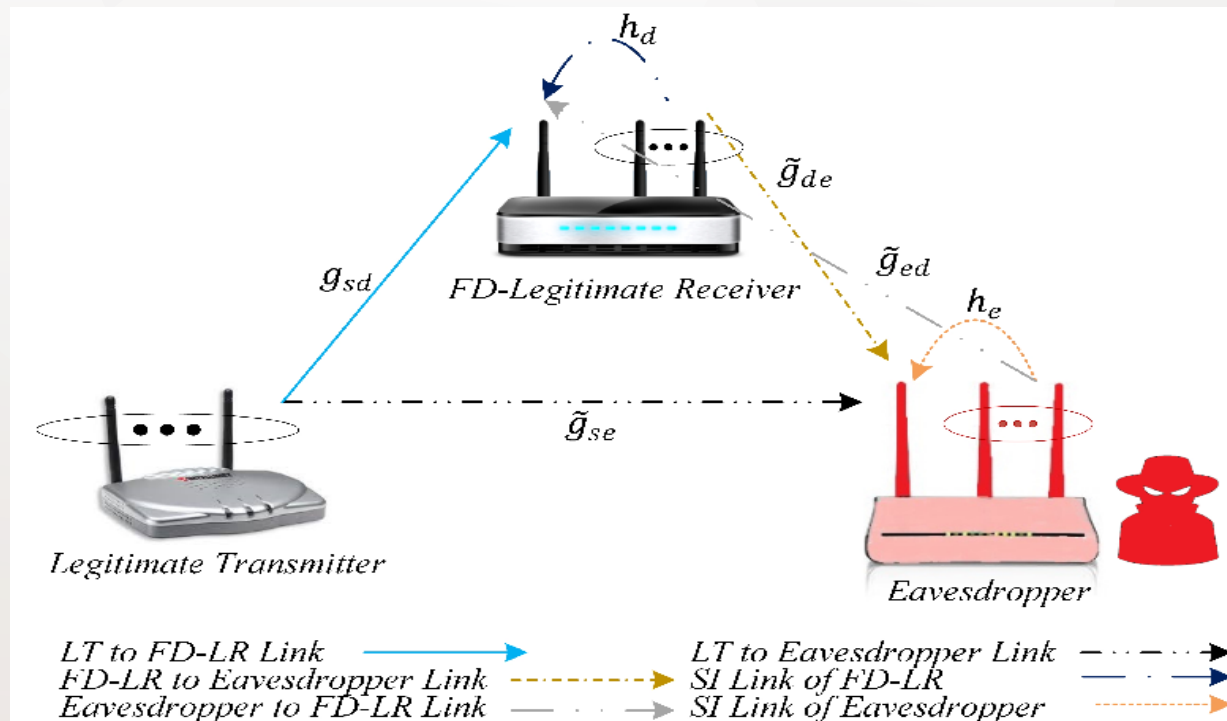 h_d
g̃_de
g_sd
g̃_ed
FD-Legitimate Receiver
h_e
g̃_se
Legitimate Transmitter
Eavesdropper
LT to FD-LR Link
LT to Eavesdropper Link
FD-LR to Eavesdropper Link
SI Link of FD-LR
Eavesdropper to FD-LR Link
SI Link of Eavesdropper